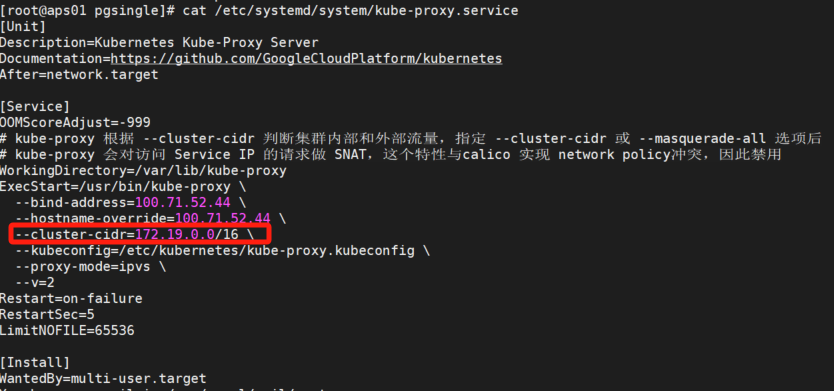 [root@aps01 pgsingle]# cat /etc/systemd/system/kube-proxy.service
[Unit]
Description=Kubernetes Kube-Proxy Server
Documentation=https://github.com/GoogleCloudPlatform/kubernetes
After=network.target
[Service]
OOMScoreAdjust=-999
# kube-proxy 根据 --cluster-cidr 判断集群内部和外部流量，指定 --cluster-cidr 或 --masquerade-all 选项后
# kube-proxy 会对访问 Service IP 的请求做 SNAT，这个特性与calico 实现 network policy冲突，因此禁用
WorkingDirectory=/var/lib/kube-proxy
ExecStart=/usr/bin/kube-proxy \
--bind-address=100.71.52.44 \
--hostname-override=100.71.52.44 \
--cluster-cidr=172.19.0.0/16 \
--kubeconfig=/etc/kubernetes/kube-proxy.kubeconfig \
--proxy-mode=ipvs \
--v=2
Restart=on-failure
RestartSec=5
LimitNOFILE=65536
[Install]
WantedBy=multi-user.target